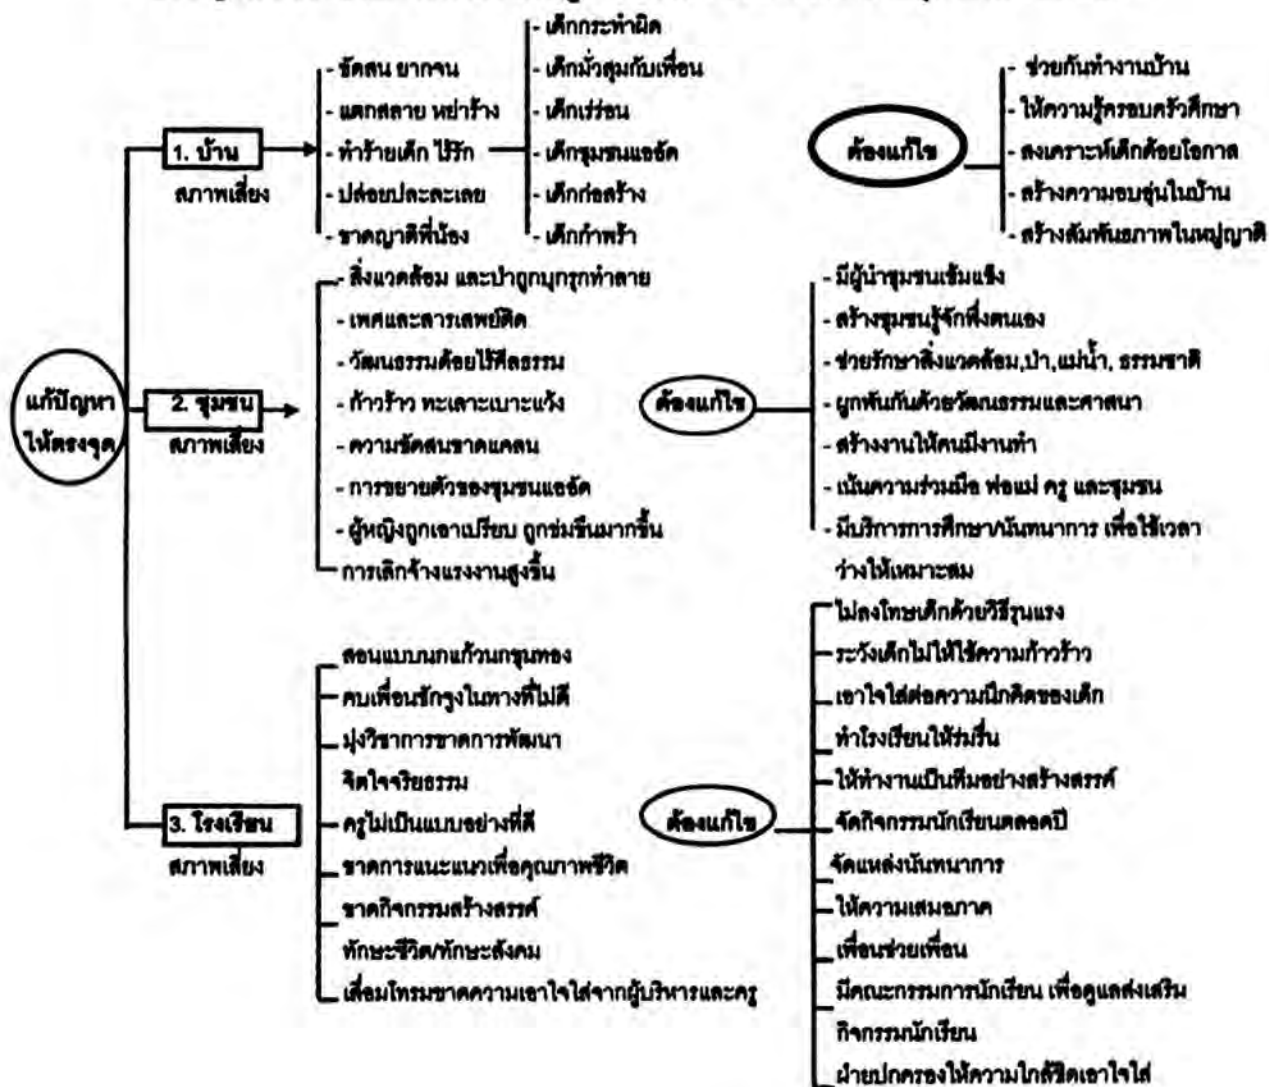 แก้ปัญหา
ให้ตรงจุด
1. บ้าน
สภาพเสี่ยง
- ขัดสน ยากจน
- แตกสลาย หย่าร้าง
- ทำร้ายเด็ก ไร้รัก
- ปล่อยปละละเลย
- ขาดญาติพี่น้อง
- เด็กกระทำผิด
- เด็กมั่วสุมกับเพื่อน
- เด็กเร่ร่อน
- เด็กชุมชนแออัด
- เด็กก่อสร้าง
- เด็กกำพร้า
ต้องแก้ไข
- ช่วยกันทำงานบ้าน
- ให้ความรู้ครอบครัวศึกษา
- สงเคราะห์เด็กด้อยโอกาส
- สร้างความอบอุ่นในบ้าน
- สร้างสัมพันธภาพในหมู่ญาติ
2. ชุมชน
สภาพเสี่ยง
- สิ่งแวดล้อม และป่าถูกบุกรุกทำลาย
- เพศและสารเสพย์ติด
- วัฒนธรรมด้อยไร้ศีลธรรม
- ก้าวร้าว ทะเลาะเบาะแว้ง
- ความขัดสนขาดแคลน
- การขยายตัวของชุมชนแออัด
- ผู้หญิงถูกเอาเปรียบ ถูกข่มขืนมากขึ้น
การเลิกจ้างแรงงานสูงขึ้น
ต้องแก้ไข
- มีผู้นำชุมชนเข้มแข็ง
- สร้างชุมชนรู้จักพึ่งตนเอง
- ช่วยรักษาสิ่งแวดล้อม,ป่า,แม่น้ำ, ธรรมชาติ
- ผูกพันกันด้วยวัฒนธรรมและศาสนา
- สร้างงานให้คนมีงานทำ
- เน้นความร่วมมือ พ่อแม่ ครู และชุมชน
- มีบริการการศึกษา/นันทนาการ เพื่อใช้เวลา
ว่างให้เหมาะสม
3. โรงเรียน
สภาพเสี่ยง
สอนแบบนกแก้วนกขุนทอง
คบเพื่อนชักจูงในทางที่ไม่ดี
มุ่งวิชาการขาดการพัฒนา
จิตใจจริยธรรม
ครูไม่เป็นแบบอย่างที่ดี
ขาดการแนะแนวเพื่อคุณภาพชีวิต
ขาดกิจกรรมสร้างสรรค์
ทักษะชีวิต/ทักษะสังคม
เสื่อมโทรมขาดความเอาใจใส่จากผู้บริหารและครู
ต้องแก้ไข
ไม่ลงโทษเด็กด้วยวิธีรุนแรง
ระวังเด็กไม่ให้ใช้ความก้าวร้าว
เอาใจใส่ต่อความนึกคิดของเด็ก
ทำโรงเรียนให้ร่มรื่น
ให้ทำงานเป็นทีมอย่างสร้างสรรค์
จัดกิจกรรมนักเรียนตลอดปี
จัดแหล่งนันทนาการ
ให้ความเสมอภาค
เพื่อนช่วยเพื่อน
มีคณะกรรมการนักเรียน เพื่อดูแลส่งเสริม
กิจกรรมนักเรียน
ฝ่ายปกครองให้ความใกล้ชิดเอาใจใส่